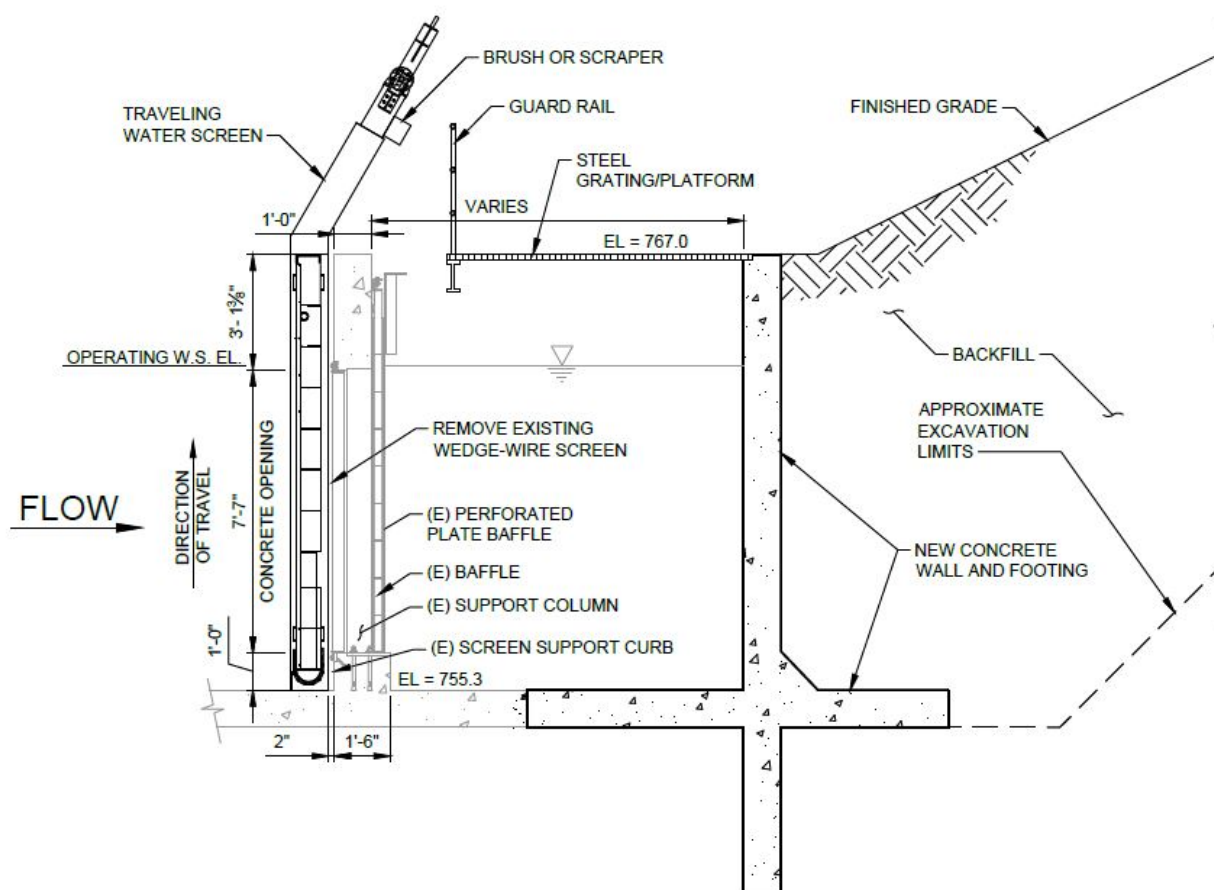 BRUSH OR SCRAPER
TRAVELING
WATER SCREEN
GUARD RAIL
FINISHED GRADE
STEEL
GRATING/PLATFORM
VARIES
1'-0"
EL = 767.0
3'- 1⅜"
OPERATING W.S. EL.
BACKFILL
APPROXIMATE
EXCAVATION
LIMITS
REMOVE EXISTING
WEDGE-WIRE SCREEN
FLOW
DIRECTION
OF TRAVEL
CONCRETE OPENING
7'-7"
(E) PERFORATED
PLATE BAFFLE
NEW CONCRETE
WALL AND FOOTING
(E) BAFFLE
(E) SUPPORT COLUMN
1'-0"
(E) SCREEN SUPPORT CURB
EL = 755.3
2"
1'-6"